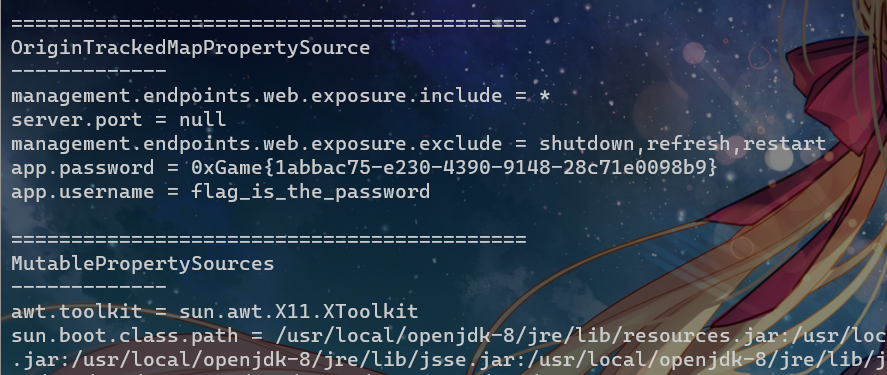 ===========================================
OriginTrackedMapPropertySource
-------------
management.endpoints.web.exposure.include = *
server.port = null
management.endpoints.web.exposure.exclude = shutdown,refresh,restart
app.password = 0xGame{1abbac75-e230-4390-9148-28c71e0098b9}
app.username = flag_is_the_password
===========================================
MutablePropertySources
-------------
awt.toolkit = sun.awt.X11.XToolkit
sun.boot.class.path = /usr/local/openjdk-8/jre/lib/resources.jar:/usr/loc
.jar:/usr/local/openjdk-8/jre/lib/jsse.jar:/usr/local/openjdk-8/jre/lib/j